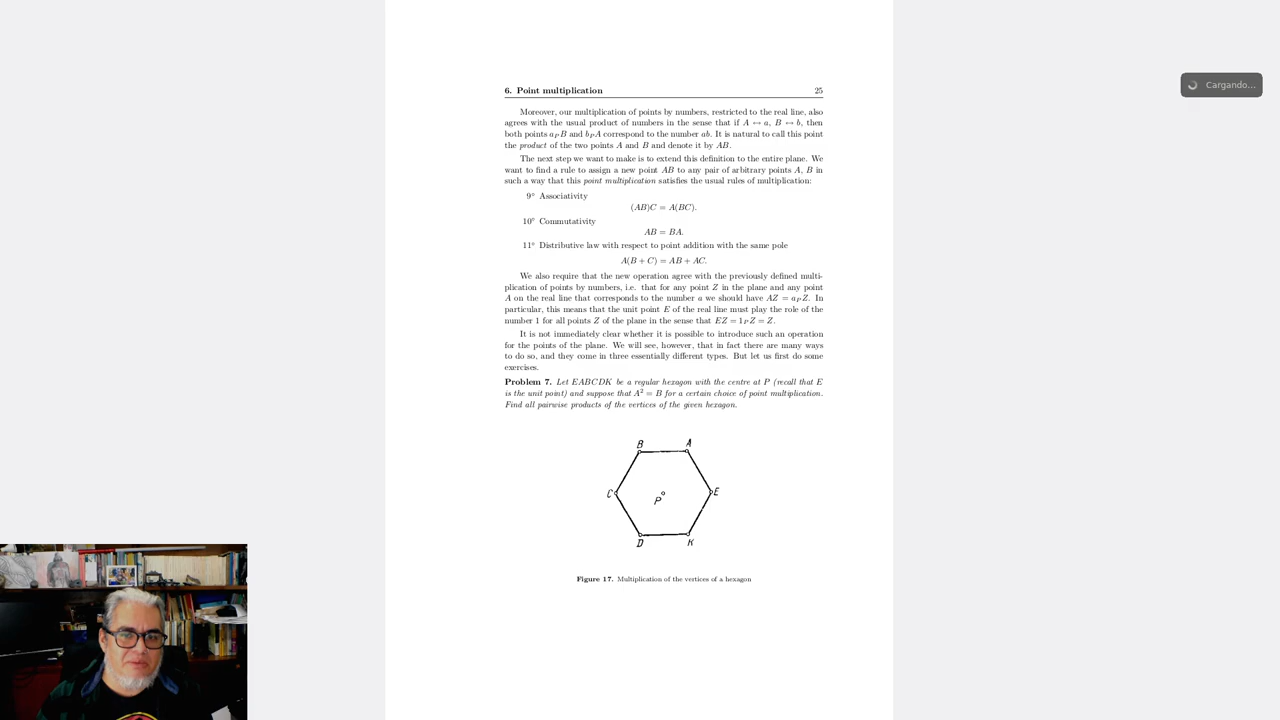 6. Point multiplication 25
Moreover, our multiplication of points by numbers, restricted to the real line, also
agrees with the usual product of numbers in the sense that if A ↔ a, B ↔ b, then
both points a_P B and b_P A correspond to the number ab. It is natural to call this point
the product of the two points A and B and denote it by AB.
The next step we want to make is to extend this definition to the entire plane. We
want to find a rule to assign a new point AB to any pair of arbitrary points A, B in
such a way that this point multiplication satisfies the usual rules of multiplication:
9° Associativity
(AB)C = A(BC).
10° Commutativity
AB = BA.
11° Distributive law with respect to point addition with the same pole
A(B + C) = AB + AC.
We also require that the new operation agree with the previously defined multi-
plication of points by numbers, i.e. that for any point Z in the plane and any point
A on the real line that corresponds to the number a we should have AZ = a_P Z. In
particular, this means that the unit point E of the real line must play the role of the
number 1 for all points Z of the plane in the sense that EZ = 1_P Z = Z.
It is not immediately clear whether it is possible to introduce such an operation
for the points of the plane. We will see, however, that in fact there are many ways
to do so, and they come in three essentially different types. But let us first do some
exercises.
Problem 7. Let EABCDK be a regular hexagon with the centre at P (recall that E
is the unit point) and suppose that A² = B for a certain choice of point multiplication.
Find all pairwise products of the vertices of the given hexagon.
B A
C P E
D K
Figure 17. Multiplication of the vertices of a hexagon
Cargando...